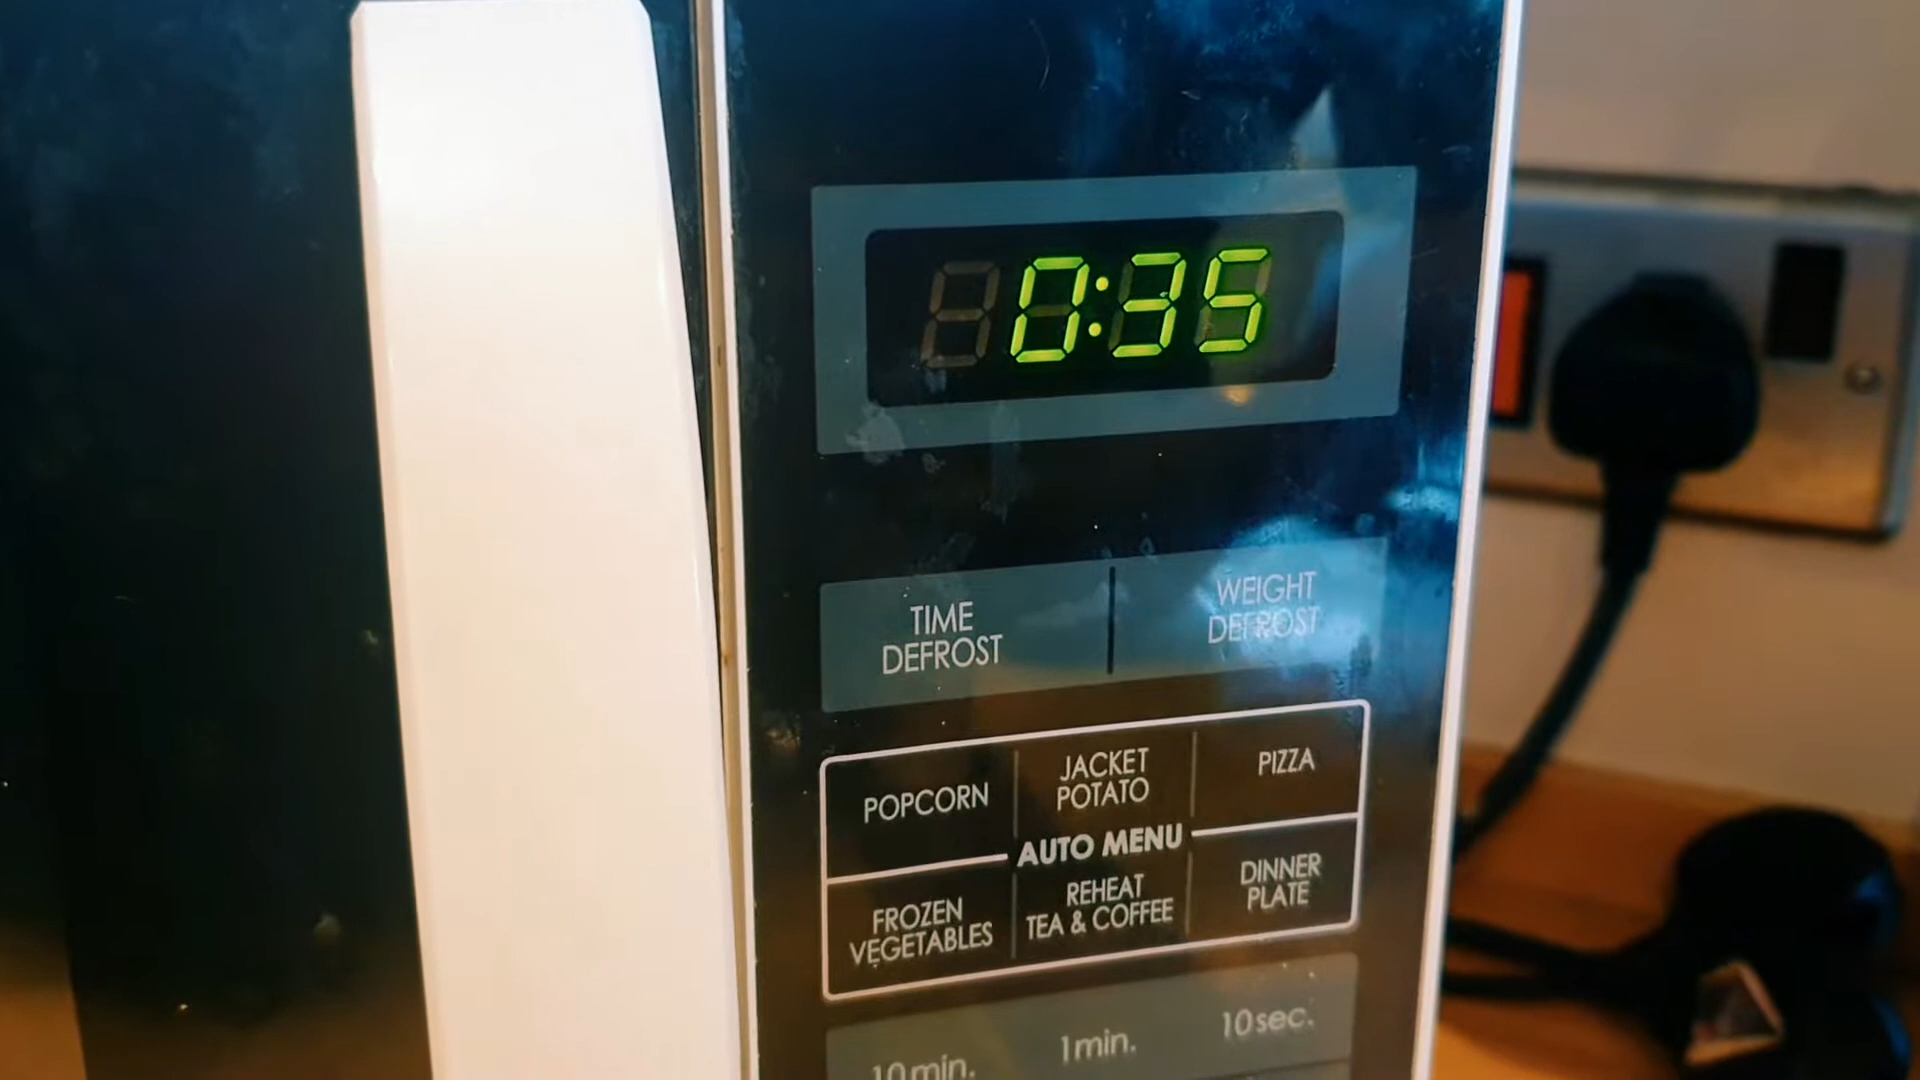 0:35
TIME
DEFROST
WEIGHT
DEFROST
POPCORN
JACKET
POTATO
PIZZA
AUTO MENU
FROZEN
VEGETABLES
REHEAT
TEA & COFFEE
DINNER
PLATE
10 min.
1 min.
10 sec.